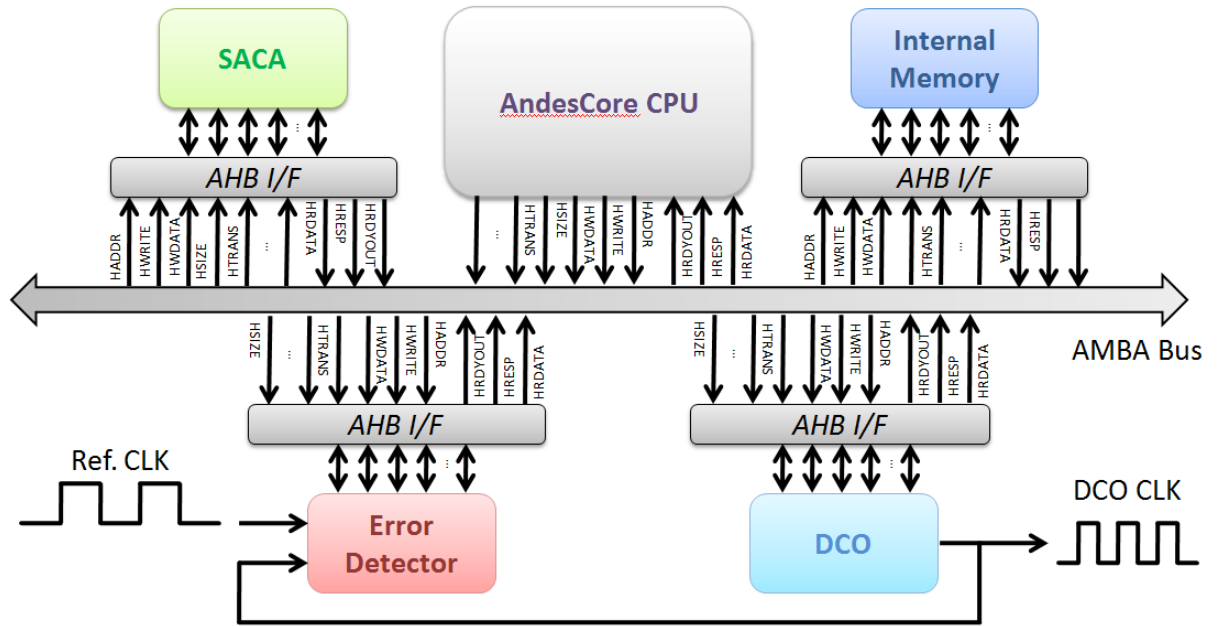 SACA
AndesCore CPU
Internal
Memory
AHB I/F
AHB I/F
HADDR
HWRITE
HWDATA
HSIZE
HTRANS
...
HRDATA
HRESP
HRDYOUT
...
HTRANS
HSIZE
HWDATA
HWRITE
HADDR
HRDYOUT
HRESP
HRDATA
HADDR
HWRITE
HWDATA
HTRANS
...
HRDATA
HRESP
AMBA Bus
HSIZE
...
HTRANS
HWDATA
HWRITE
HADDR
HRDYOUT
HRESP
HRDATA
HSIZE
...
HTRANS
HWDATA
HWRITE
HADDR
HRDYOUT
HRESP
HRDATA
AHB I/F
AHB I/F
Ref. CLK
Error
Detector
DCO
DCO CLK